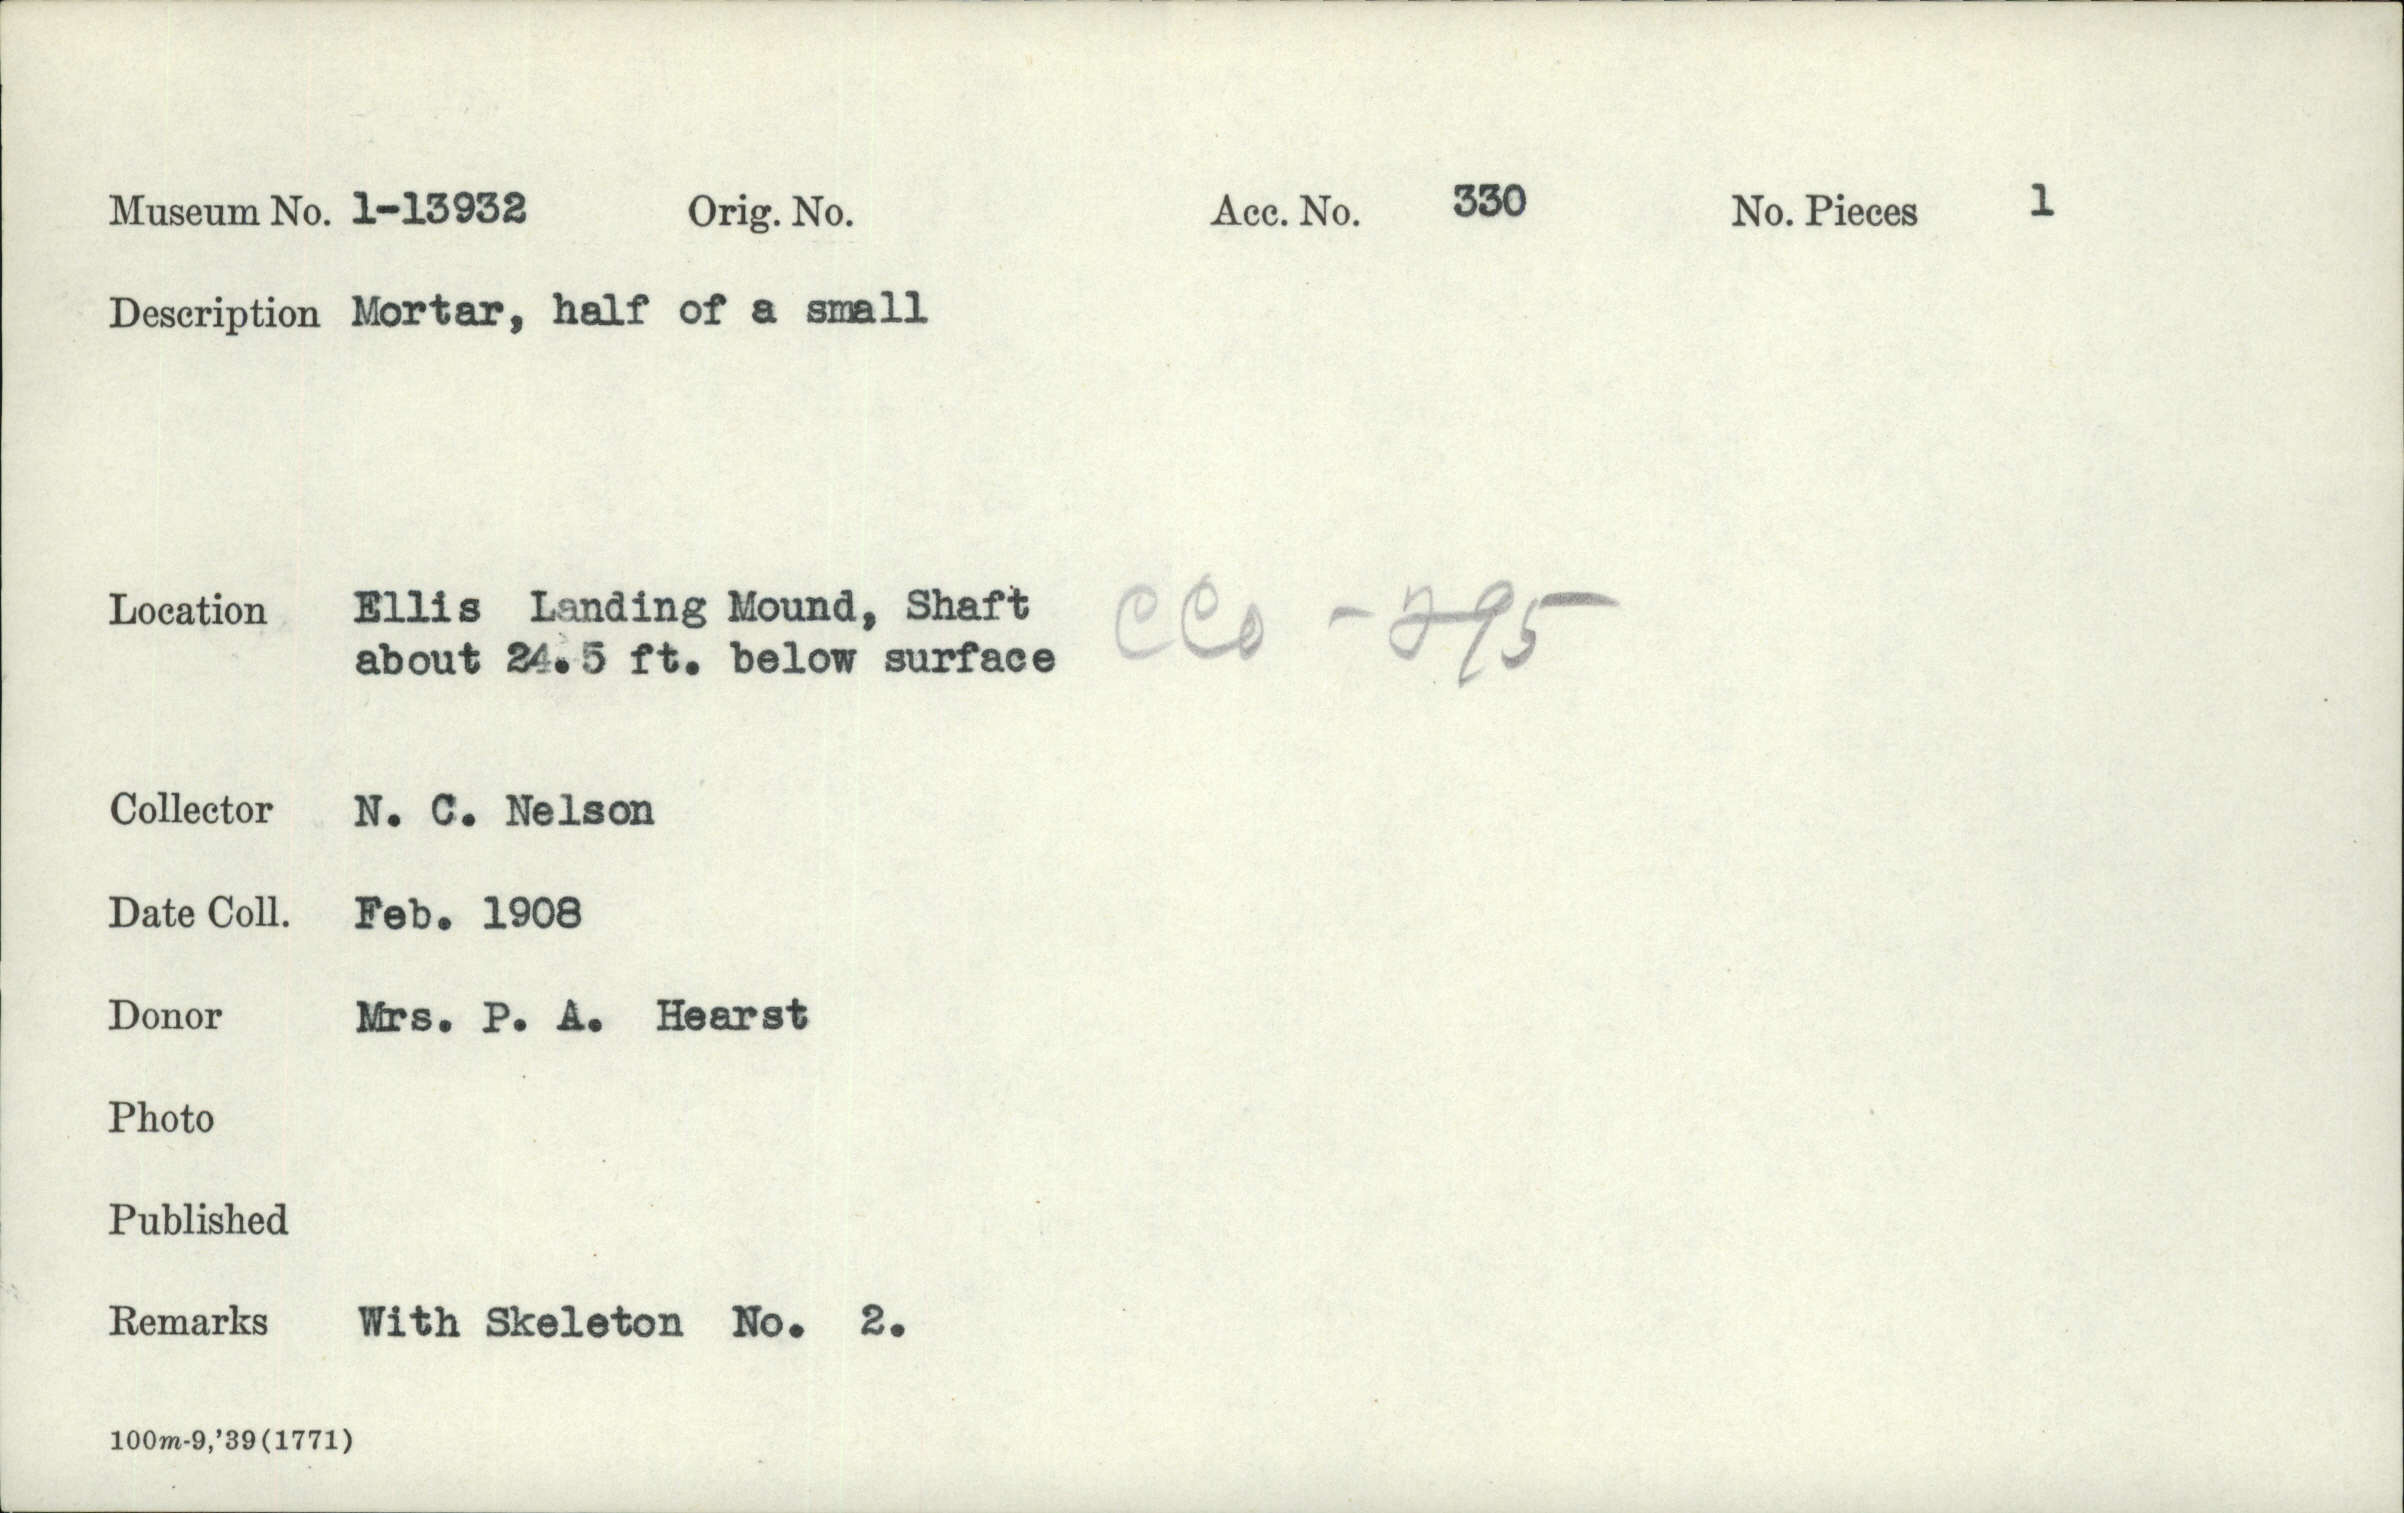 Museum No. 1-13932 Orig. No. Acc. No. 330 No. Pieces 1
Description Mortar, half of a small
Location Ellis Landing Mound, Shaft CCo - 295
about 24.5 ft. below surface
Collector N. C. Nelson
Date Coll. Feb. 1908
Donor Mrs. P. A. Hearst
Photo
Published
Remarks With Skeleton No. 2.
100m-9,'39(1771)